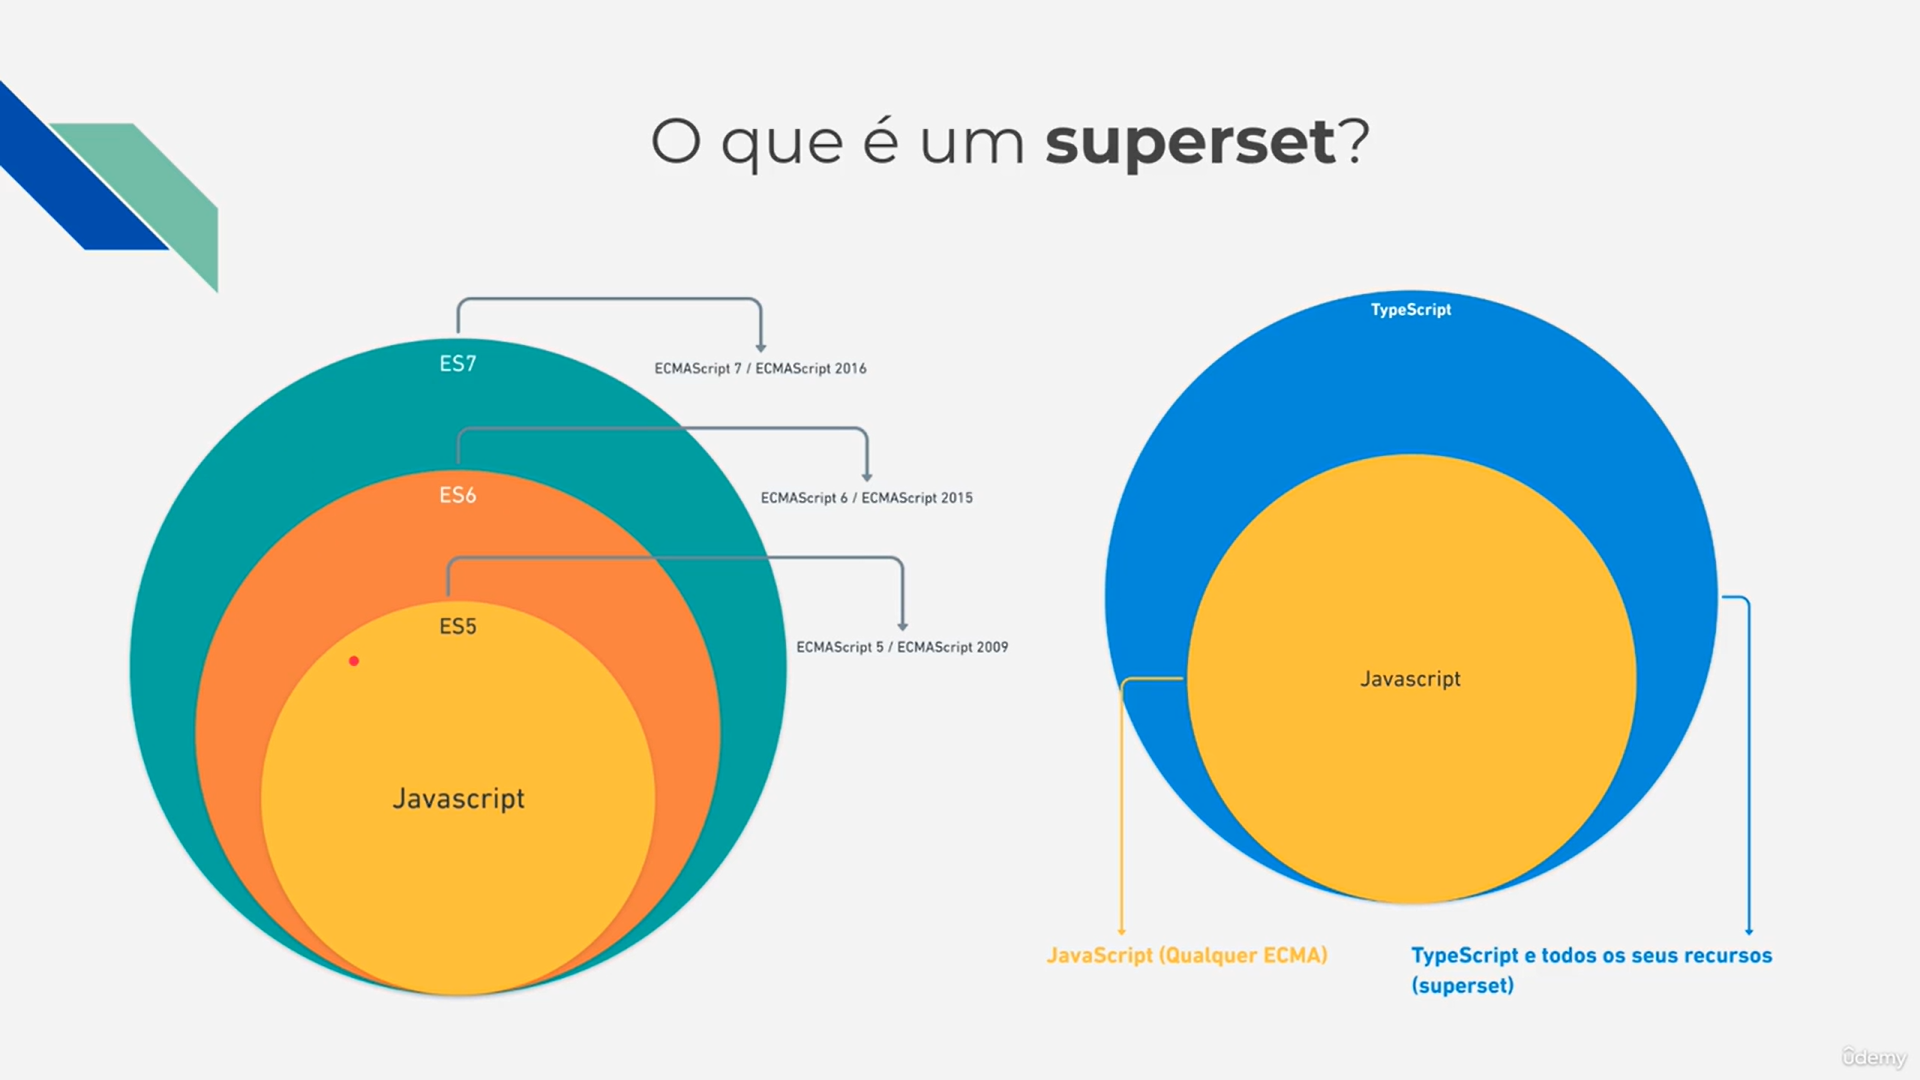 O que é um superset?
ES7
ECMAScript 7 / ECMAScript 2016
ES6
ECMAScript 6 / ECMAScript 2015
ES5
ECMAScript 5 / ECMAScript 2009
Javascript
TypeScript
Javascript
JavaScript (Qualquer ECMA)
TypeScript e todos os seus recursos
(superset)
ûdemy